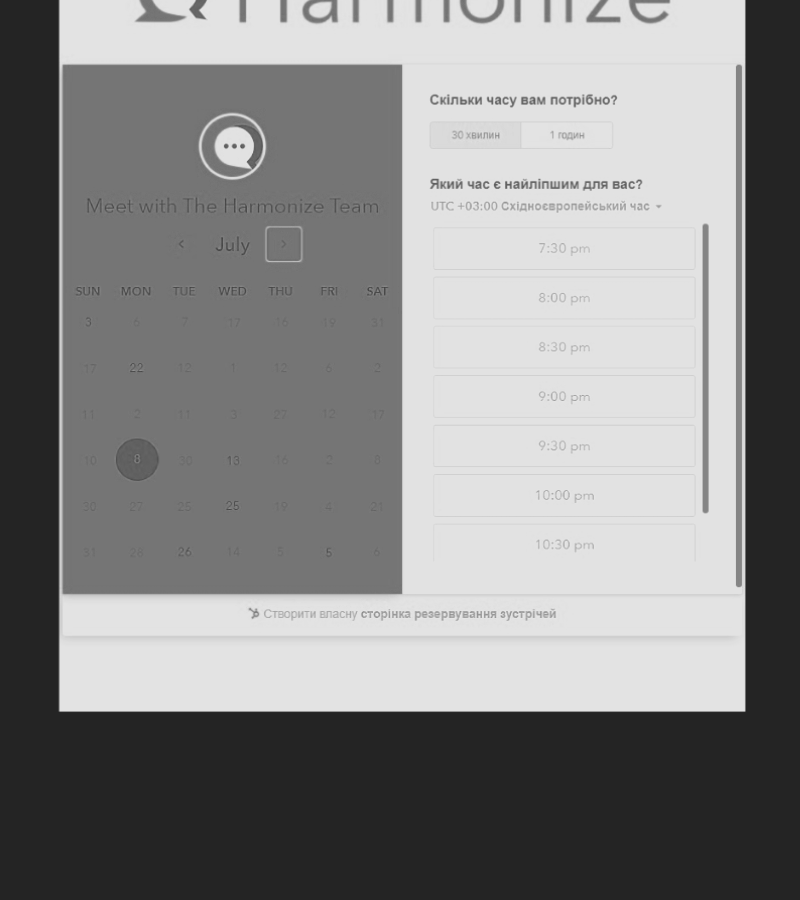 Harmonize
Meet with The Harmonize Team
July
SUN MON TUE WED THU FRI SAT
3 6 7 17 16 19 31
17 22 12 1 12 6 2
11 2 11 3 27 12 17
10 8 30 13 16 2 8
30 27 25 25 19 4 21
31 26 26 14 5 5 6
Скільки часу вам потрібно?
30 хвилин 1 годин
Який час є найліпшим для вас?
UTC +03:00 Східноєвропейський час
7:30 pm
8:00 pm
8:30 pm
9:00 pm
9:30 pm
10:00 pm
10:30 pm
Створити власну сторінка резервування зустрічей